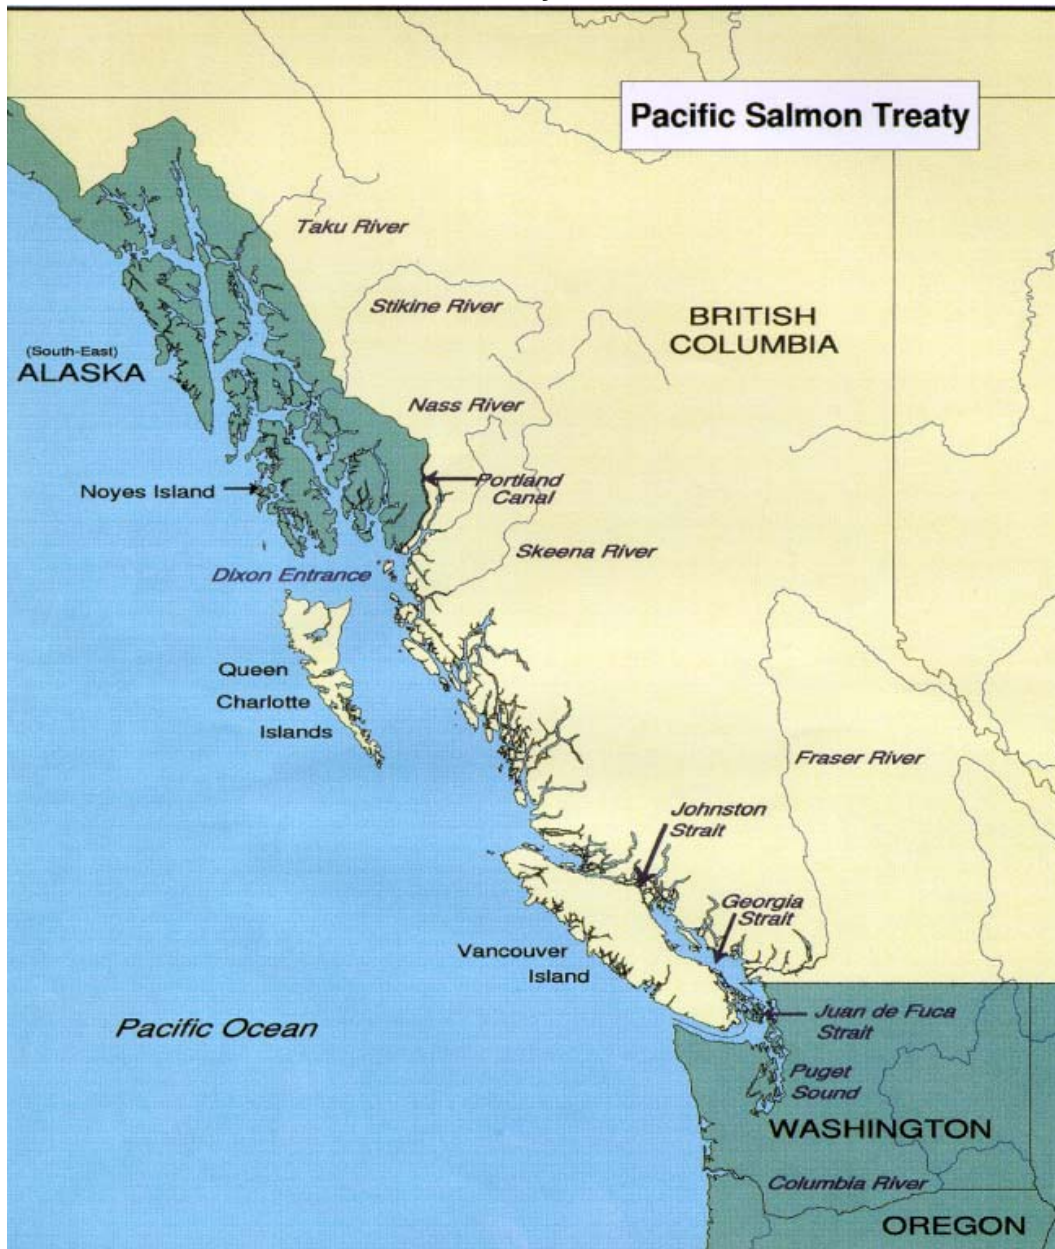 Pacific Salmon Treaty
Taku River
Stikine River
BRITISH
COLUMBIA
(South-East)
ALASKA
Nass River
Portland
Canal
Noyes Island
Skeena River
Dixon Entrance
Queen
Charlotte
Islands
Fraser River
Johnston
Strait
Georgia
Strait
Vancouver
Island
Pacific Ocean
Juan de Fuca
Strait
Puget
Sound
WASHINGTON
Columbia River
OREGON